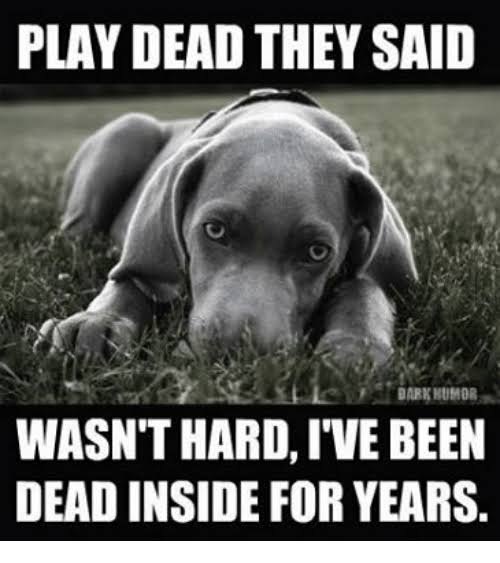 PLAY DEAD THEY SAID
DARK HUMOR
WASN'T HARD, I'VE BEEN
DEAD INSIDE FOR YEARS.